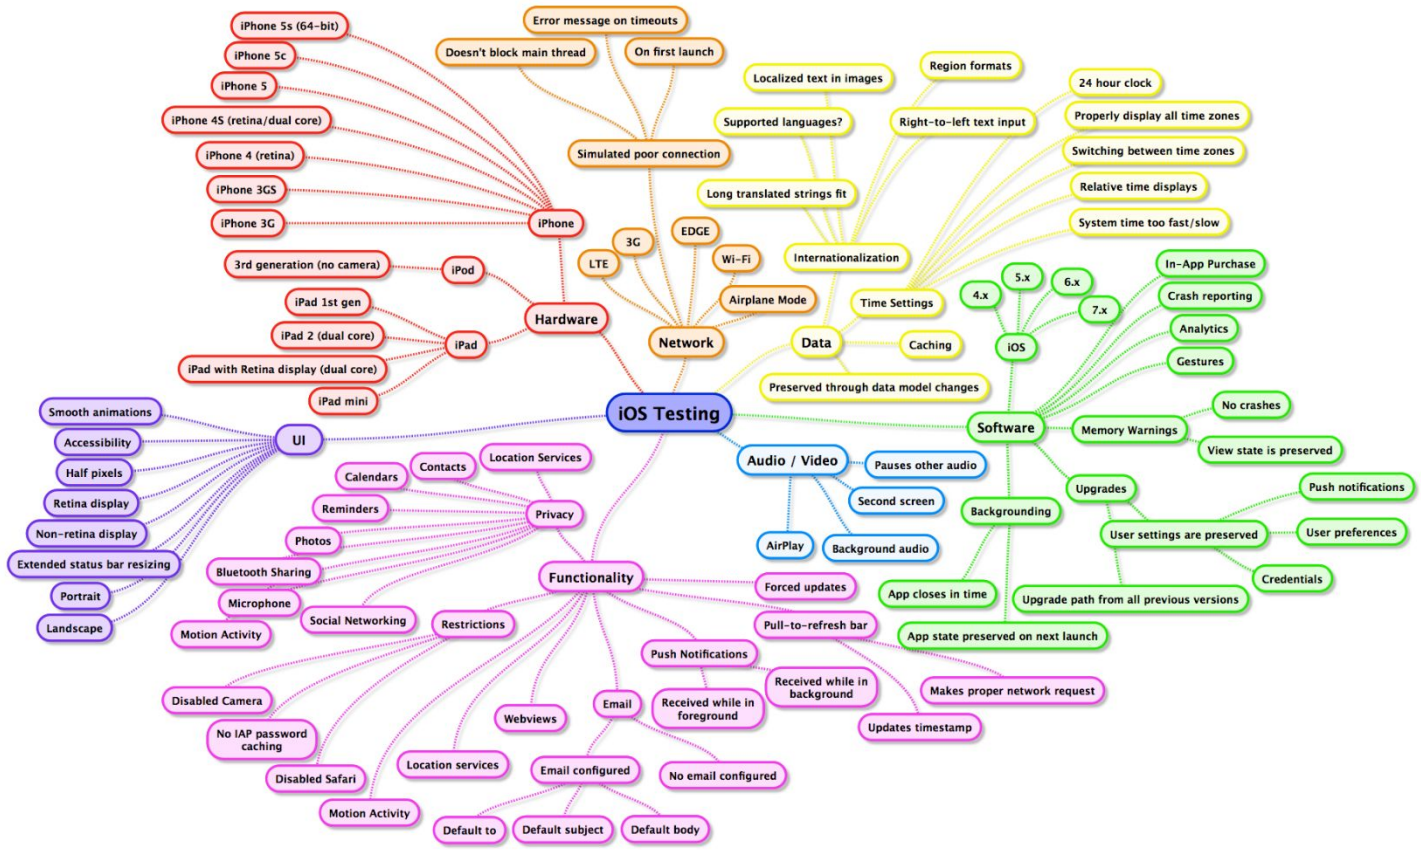 iOS Testing
Hardware
iPhone
iPhone 5s (64-bit)
iPhone 5c
iPhone 5
iPhone 4S (retina/dual core)
iPhone 4 (retina)
iPhone 3GS
iPhone 3G
iPod
3rd generation (no camera)
iPad
iPad 1st gen
iPad 2 (dual core)
iPad with Retina display (dual core)
iPad mini
Network
Simulated poor connection
Doesn't block main thread
Error message on timeouts
On first launch
LTE
3G
EDGE
Wi-Fi
Airplane Mode
Data
Internationalization
Localized text in images
Supported languages?
Long translated strings fit
Region formats
Right-to-left text input
Time Settings
24 hour clock
Properly display all time zones
Switching between time zones
Relative time displays
System time too fast/slow
Caching
Preserved through data model changes
Software
iOS
4.x
5.x
6.x
7.x
In-App Purchase
Crash reporting
Analytics
Gestures
Memory Warnings
No crashes
View state is preserved
Upgrades
User settings are preserved
Push notifications
User preferences
Credentials
Upgrade path from all previous versions
Backgrounding
App closes in time
App state preserved on next launch
Audio / Video
Pauses other audio
Second screen
Background audio
AirPlay
Functionality
Privacy
Location Services
Contacts
Calendars
Reminders
Photos
Bluetooth Sharing
Microphone
Motion Activity
Social Networking
Restrictions
Disabled Camera
No IAP password
caching
Disabled Safari
Motion Activity
Location services
Webviews
Email
Email configured
Default to
Default subject
Default body
No email configured
Push Notifications
Received while in
foreground
Received while in
background
Pull-to-refresh bar
Makes proper network request
Updates timestamp
Forced updates
UI
Smooth animations
Accessibility
Half pixels
Retina display
Non-retina display
Extended status bar resizing
Portrait
Landscape